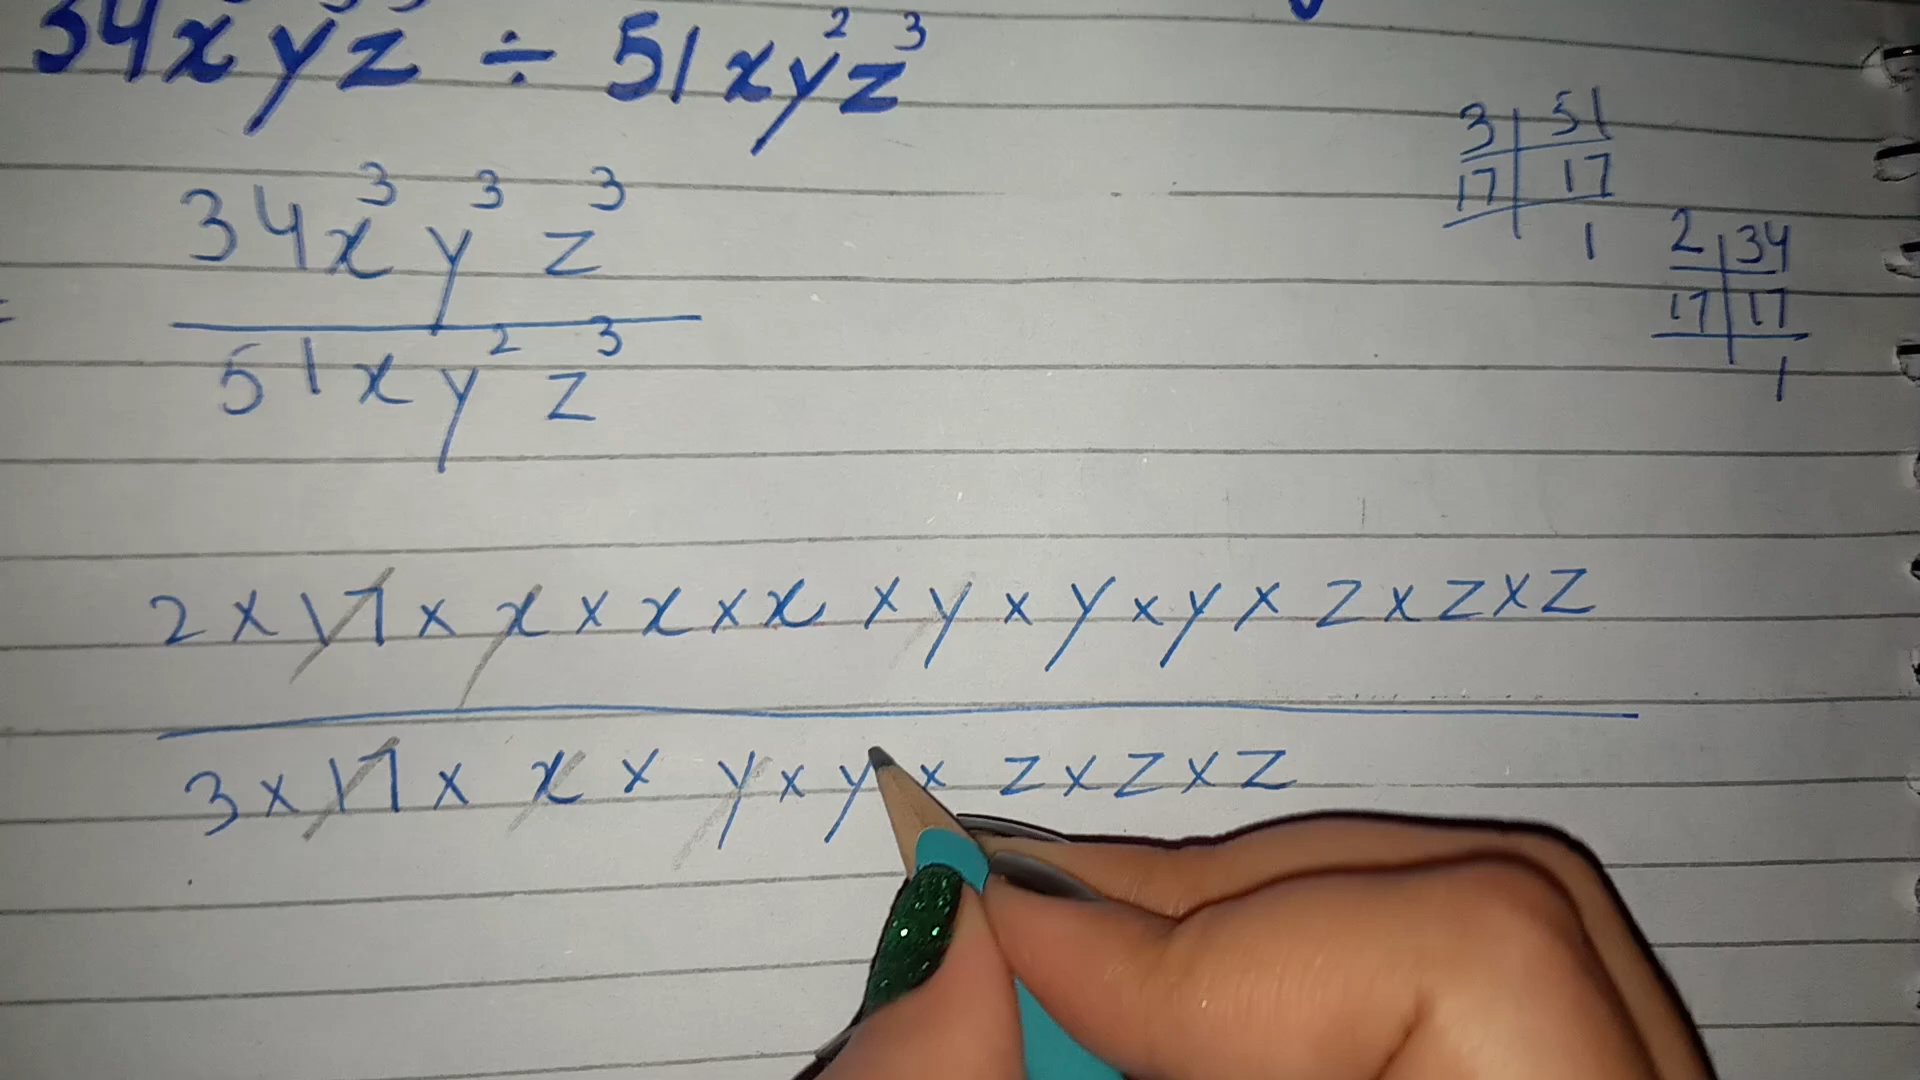 34x³y³z³ ÷ 51xy²z³
34x³y³z³
51xy²z³
3 | 51
17 | 17
1
2 | 34
17 | 17
1
2 × 17 × x × x × x × y × y × y × z × z × z
3 × 17 × x × y × y × z × z × z